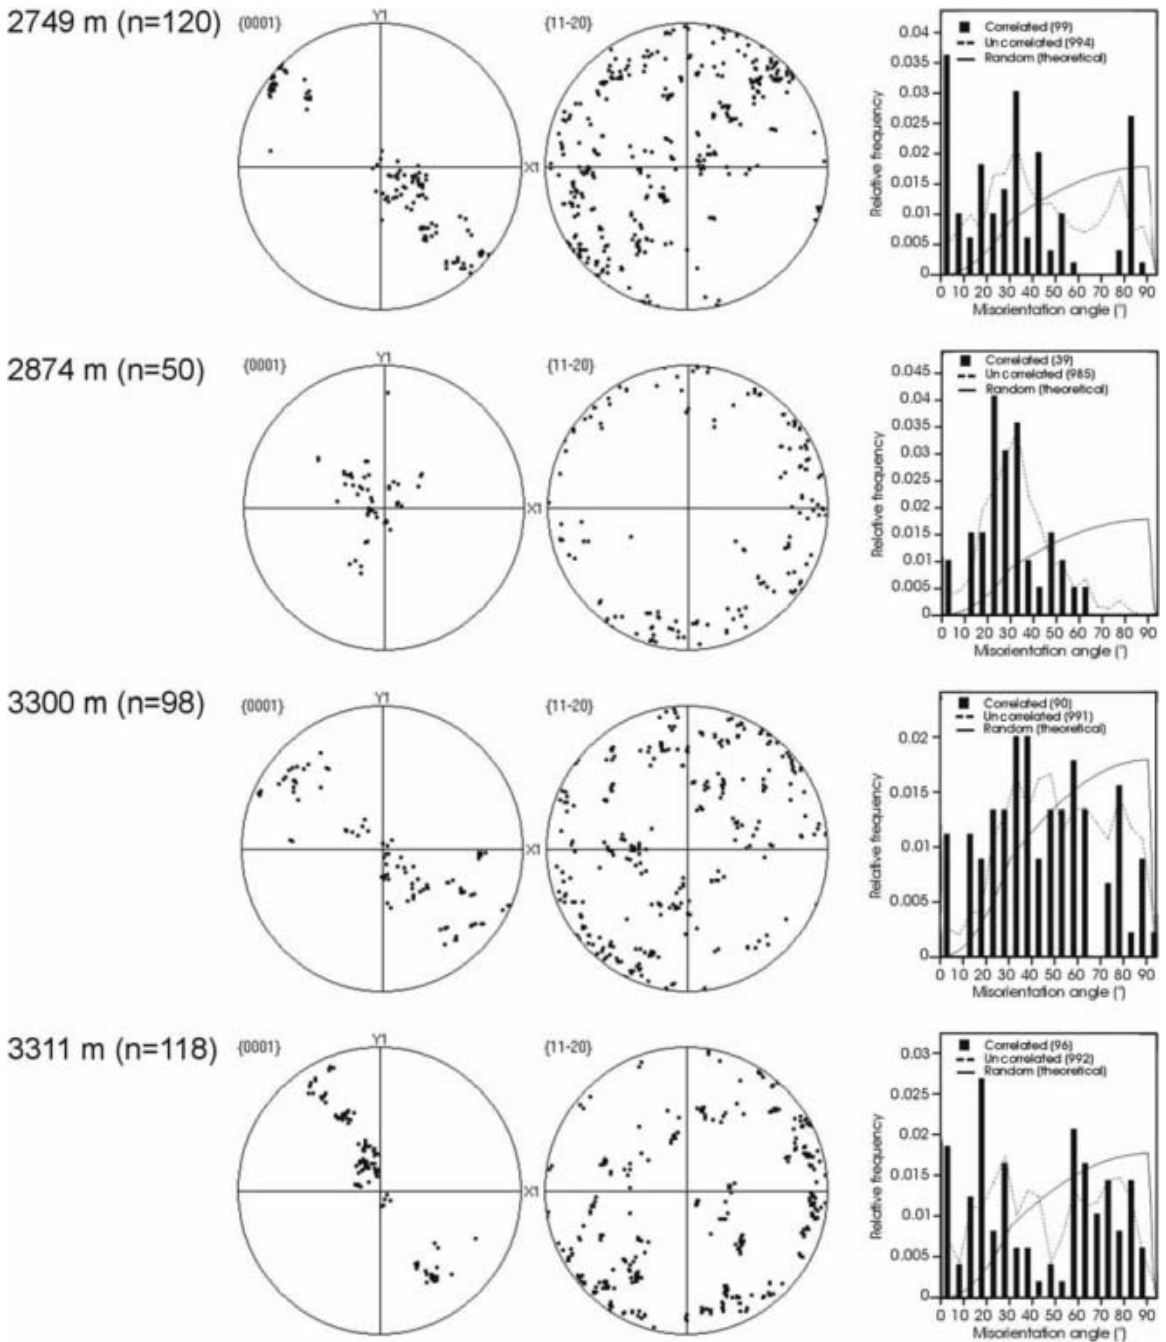 2749 m (n=120)
{0001}
Y1
X1
{11-20}
Correlated (99)
Uncorrelated (994)
Random (theoretical)
Relative frequency
0.04
0.035
0.03
0.025
0.02
0.015
0.01
0.005
0
0 10 20 30 40 50 60 70 80 90
Misorientation angle (°)
2874 m (n=50)
{0001}
Y1
X1
{11-20}
Correlated (39)
Uncorrelated (985)
Random (theoretical)
Relative frequency
0.045
0.04
0.035
0.03
0.025
0.02
0.015
0.01
0.005
0
0 10 20 30 40 50 60 70 80 90
Misorientation angle (°)
3300 m (n=98)
{0001}
Y1
X1
{11-20}
Correlated (90)
Uncorrelated (991)
Random (theoretical)
Relative frequency
0.02
0.015
0.01
0.005
0
0 10 20 30 40 50 60 70 80 90
Misorientation angle (°)
3311 m (n=118)
{0001}
Y1
X1
{11-20}
Correlated (96)
Uncorrelated (992)
Random (theoretical)
Relative frequency
0.03
0.025
0.02
0.015
0.01
0.005
0
0 10 20 30 40 50 60 70 80 90
Misorientation angle (°)